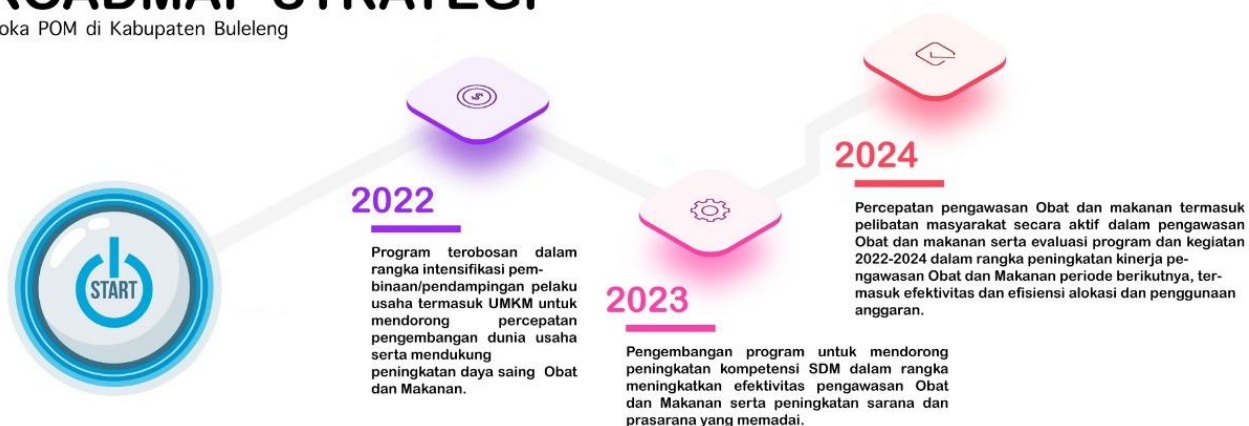 ROADMAP STRATEGI
Loka POM di Kabupaten Buleleng
START
2022
Program terobosan dalam
rangka intensifikasi pem-
binaan/pendampingan pelaku
usaha termasuk UMKM untuk
mendorong percepatan
pengembangan dunia usaha
serta mendukung
peningkatan daya saing Obat
dan Makanan.
2023
Pengembangan program untuk mendorong
peningkatan kompetensi SDM dalam rangka
meningkatkan efektivitas pengawasan Obat
dan Makanan serta peningkatan sarana dan
prasarana yang memadai.
2024
Percepatan pengawasan Obat dan makanan termasuk
pelibatan masyarakat secara aktif dalam pengawasan
Obat dan makanan serta evaluasi program dan kegiatan
2022-2024 dalam rangka peningkatan kinerja pe-
ngawasan Obat dan Makanan periode berikutnya, ter-
masuk efektivitas dan efisiensi alokasi dan penggunaan
anggaran.